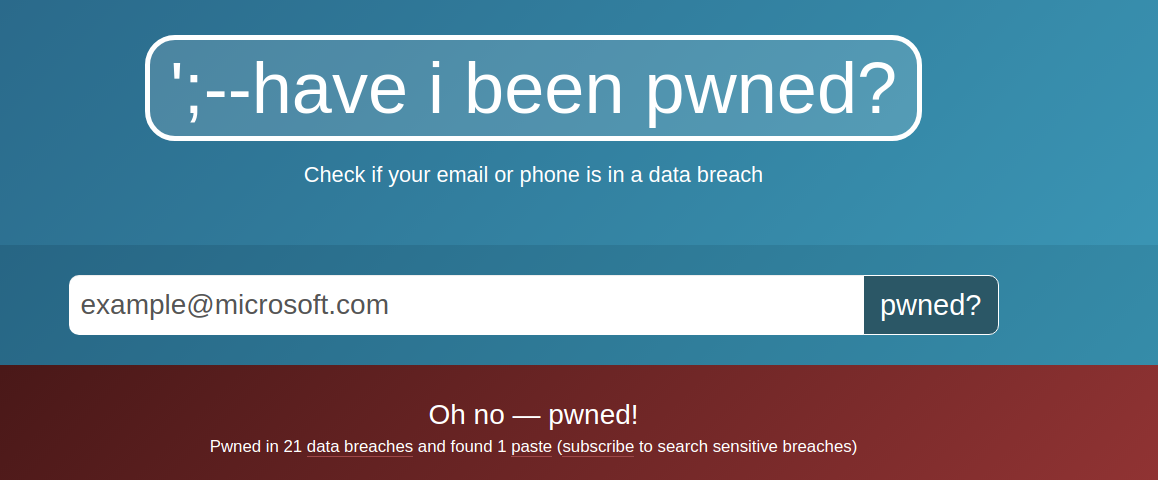 ';--have i been pwned?
Check if your email or phone is in a data breach
example@microsoft.com
pwned?
Oh no — pwned!
Pwned in 21 data breaches and found 1 paste (subscribe to search sensitive breaches)